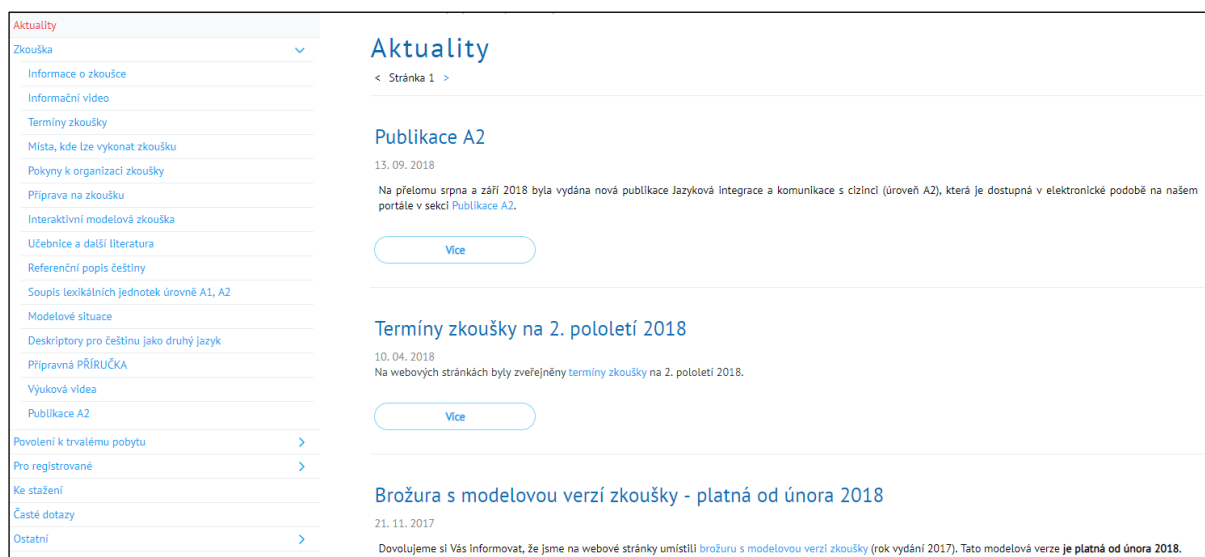 Aktuality
Zkouška
Informace o zkoušce
Informační video
Termíny zkoušky
Místa, kde lze vykonat zkoušku
Pokyny k organizaci zkoušky
Příprava na zkoušku
Interaktivní modelová zkouška
Učebnice a další literatura
Referenční popis češtiny
Soupis lexikálních jednotek úrovně A1, A2
Modelové situace
Deskriptory pro češtinu jako druhý jazyk
Přípravná PŘÍRUČKA
Výuková videa
Publikace A2
Povolení k trvalému pobytu
Pro registrované
Ke stažení
Časté dotazy
Ostatní
Aktuality
< Stránka 1 >
Publikace A2
13. 09. 2018
Na přelomu srpna a září 2018 byla vydána nová publikace Jazyková integrace a komunikace s cizinci (úroveň A2), která je dostupná v elektronické podobě na našem
portále v sekci Publikace A2.
Více
Termíny zkoušky na 2. pololetí 2018
10. 04. 2018
Na webových stránkách byly zveřejněny termíny zkoušky na 2. pololetí 2018.
Více
Brožura s modelovou verzí zkoušky - platná od února 2018
21. 11. 2017
Dovolujeme si Vás informovat, že jsme na webové stránky umístili brožuru s modelovou verzi zkoušky (rok vydání 2017). Tato modelová verze je platná od února 2018.